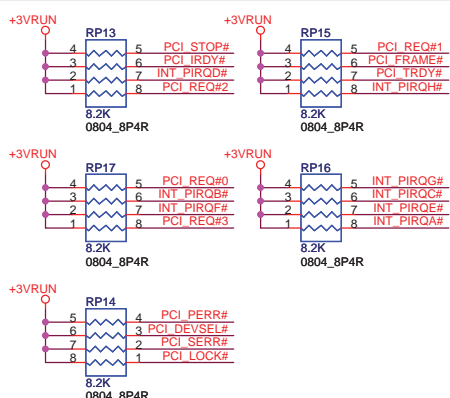 +3VRUN
RP13
4 5 PCI_STOP#
3 6 PCI_IRDY#
2 7 INT_PIRQD#
1 8 PCI_REQ#2
8.2K
0804_8P4R
+3VRUN
RP15
4 5 PCI_REQ#1
3 6 PCI_FRAME#
2 7 PCI_TRDY#
1 8 INT_PIRQH#
8.2K
0804_8P4R
+3VRUN
RP17
4 5 PCI_REQ#0
3 6 INT_PIRQB#
2 7 INT_PIRQF#
1 8 PCI_REQ#3
8.2K
0804_8P4R
+3VRUN
RP16
4 5 INT_PIRQG#
3 6 INT_PIRQC#
2 7 INT_PIRQE#
1 8 INT_PIRQA#
8.2K
0804_8P4R
+3VRUN
RP14
5 4 PCI_PERR#
6 3 PCI_DEVSEL#
7 2 PCI_SERR#
8 1 PCI_LOCK#
8.2K
0804_8P4R